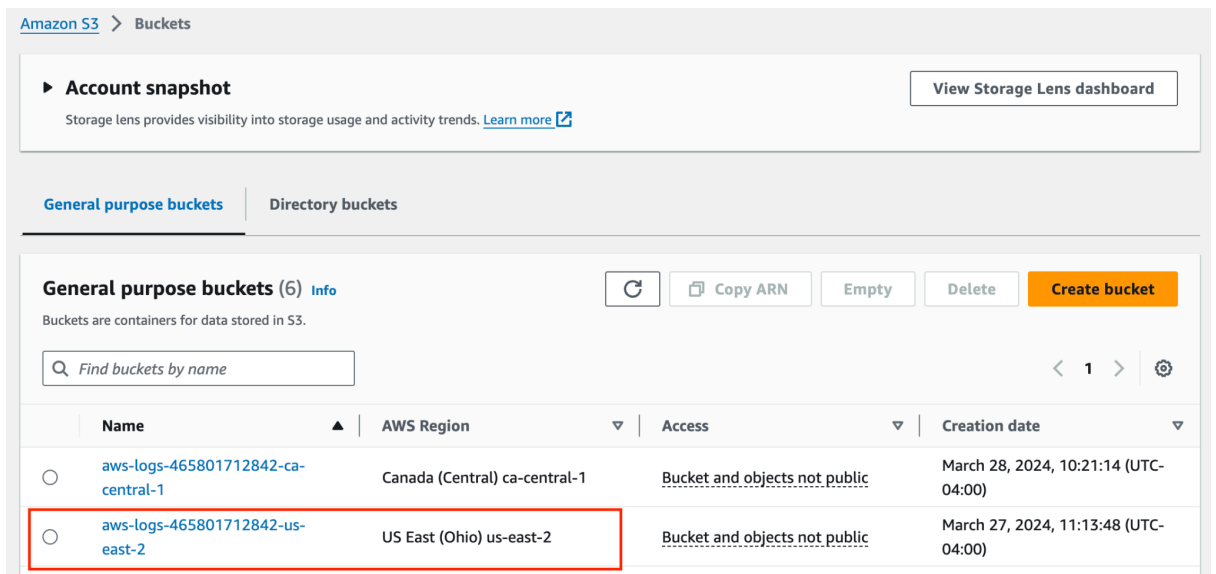 Amazon S3 > Buckets
Account snapshot
View Storage Lens dashboard
Storage lens provides visibility into storage usage and activity trends. Learn more
General purpose buckets
Directory buckets
General purpose buckets (6) Info
Copy ARN
Empty
Delete
Create bucket
Buckets are containers for data stored in S3.
Find buckets by name
1
Name
AWS Region
Access
Creation date
aws-logs-465801712842-ca-
central-1
Canada (Central) ca-central-1
Bucket and objects not public
March 28, 2024, 10:21:14 (UTC-
04:00)
aws-logs-465801712842-us-
east-2
US East (Ohio) us-east-2
Bucket and objects not public
March 27, 2024, 11:13:48 (UTC-
04:00)